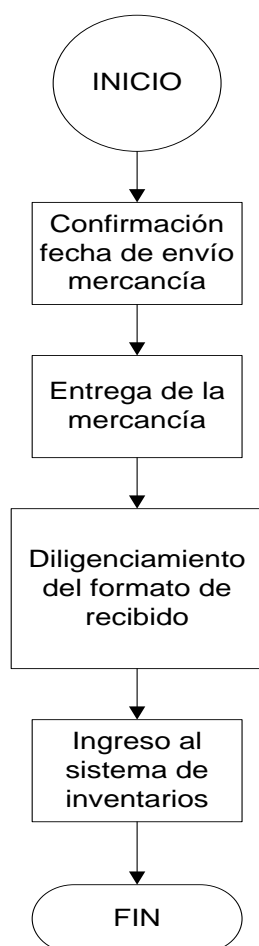 INICIO
Confirmación
fecha de envío
mercancía
Entrega de la
mercancía
Diligenciamiento
del formato de
recibido
Ingreso al
sistema de
inventarios
FIN